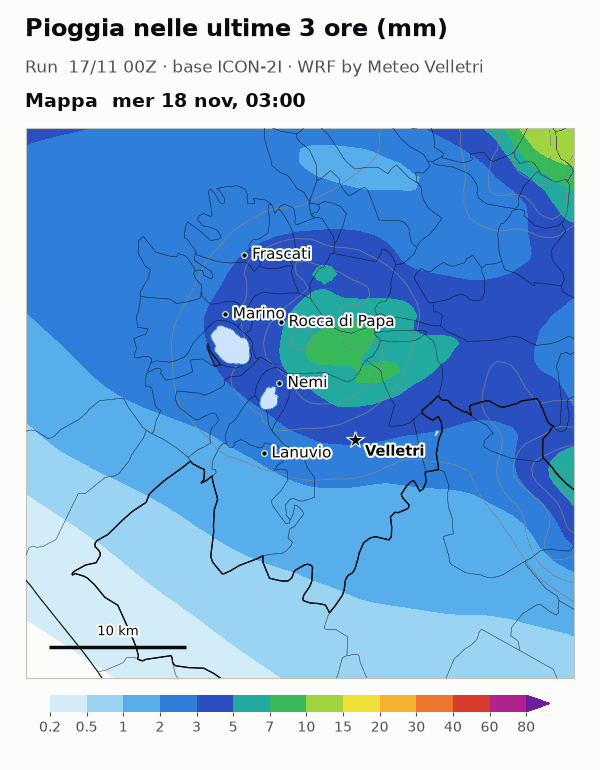 Pioggia nelle ultime 3 ore (mm)
Run  17/11 00Z · base ICON-2I · WRF by Meteo Velletri
Mappa  mer 18 nov, 03:00
Frascati
Marino
Rocca di Papa
Nemi
Velletri
Lanuvio
10 km
0.2 0.5 1 2 3 5 7 10 15 20 30 40 60 80